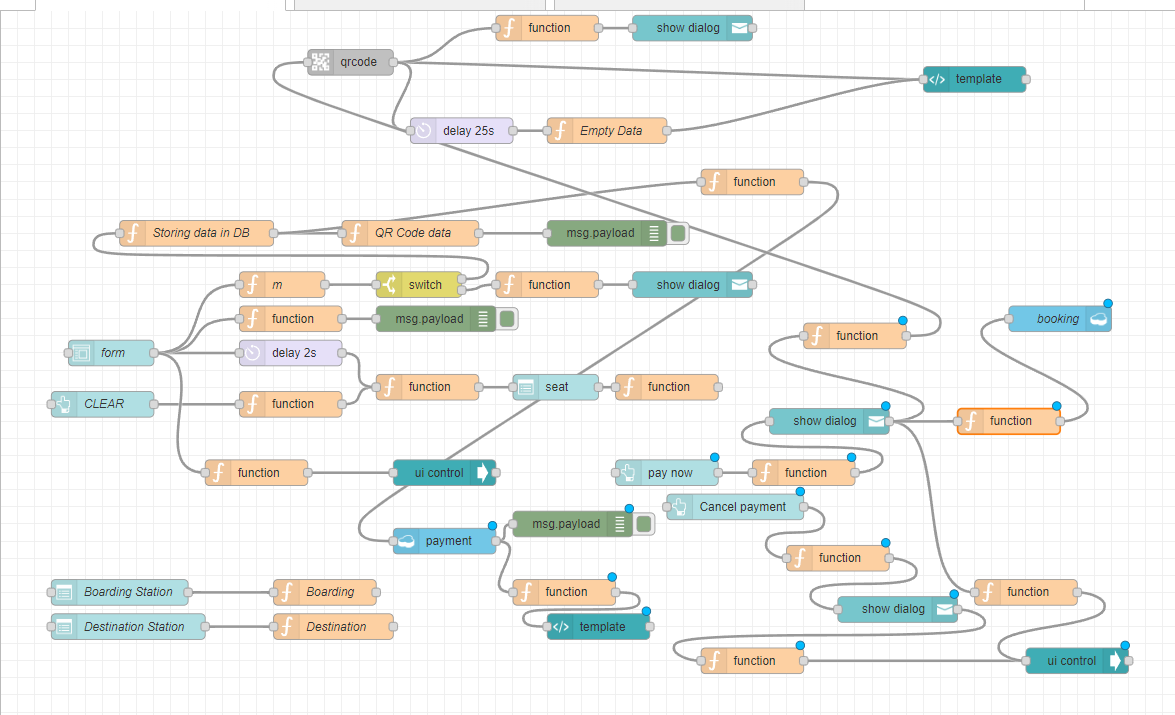 function
show dialog
qrcode
</> template
delay 25s
Empty Data
function
Storing data in DB
QR Code data
msg.payload
m
switch
function
show dialog
function
msg.payload
booking
function
form
delay 2s
function
seat
function
CLEAR
function
show dialog
function
function
ui control
pay now
function
Cancel payment
msg.payload
payment
function
Boarding Station
Boarding
function
function
show dialog
Destination Station
Destination
</> template
function
ui control